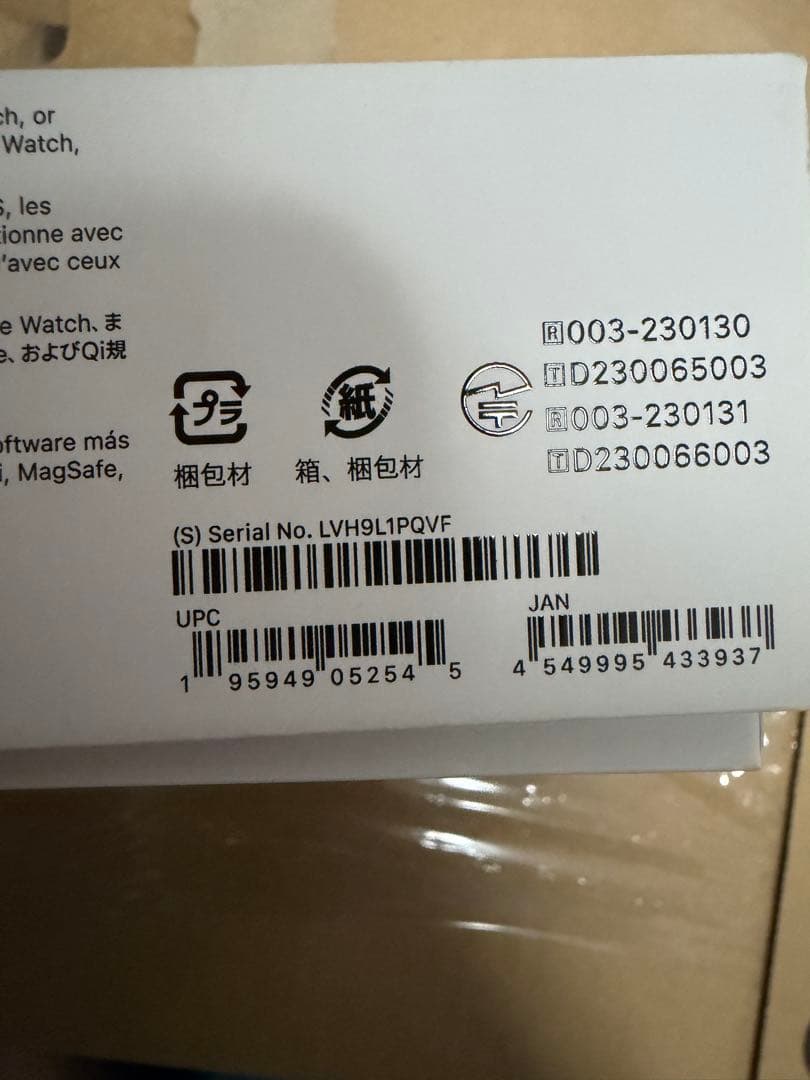 ch, or
Watch,
S, les
tionne avec
'avec ceux
e Watch、ま
e、およびQi規
oftware más
i, MagSafe,
プラ
梱包材
紙
箱、梱包材
R003-230130
TD230065003
R003-230131
TD230066003
(S) Serial No. LVH9L1PQVF
UPC
1 95949 05254 5
JAN
4 549995 433937